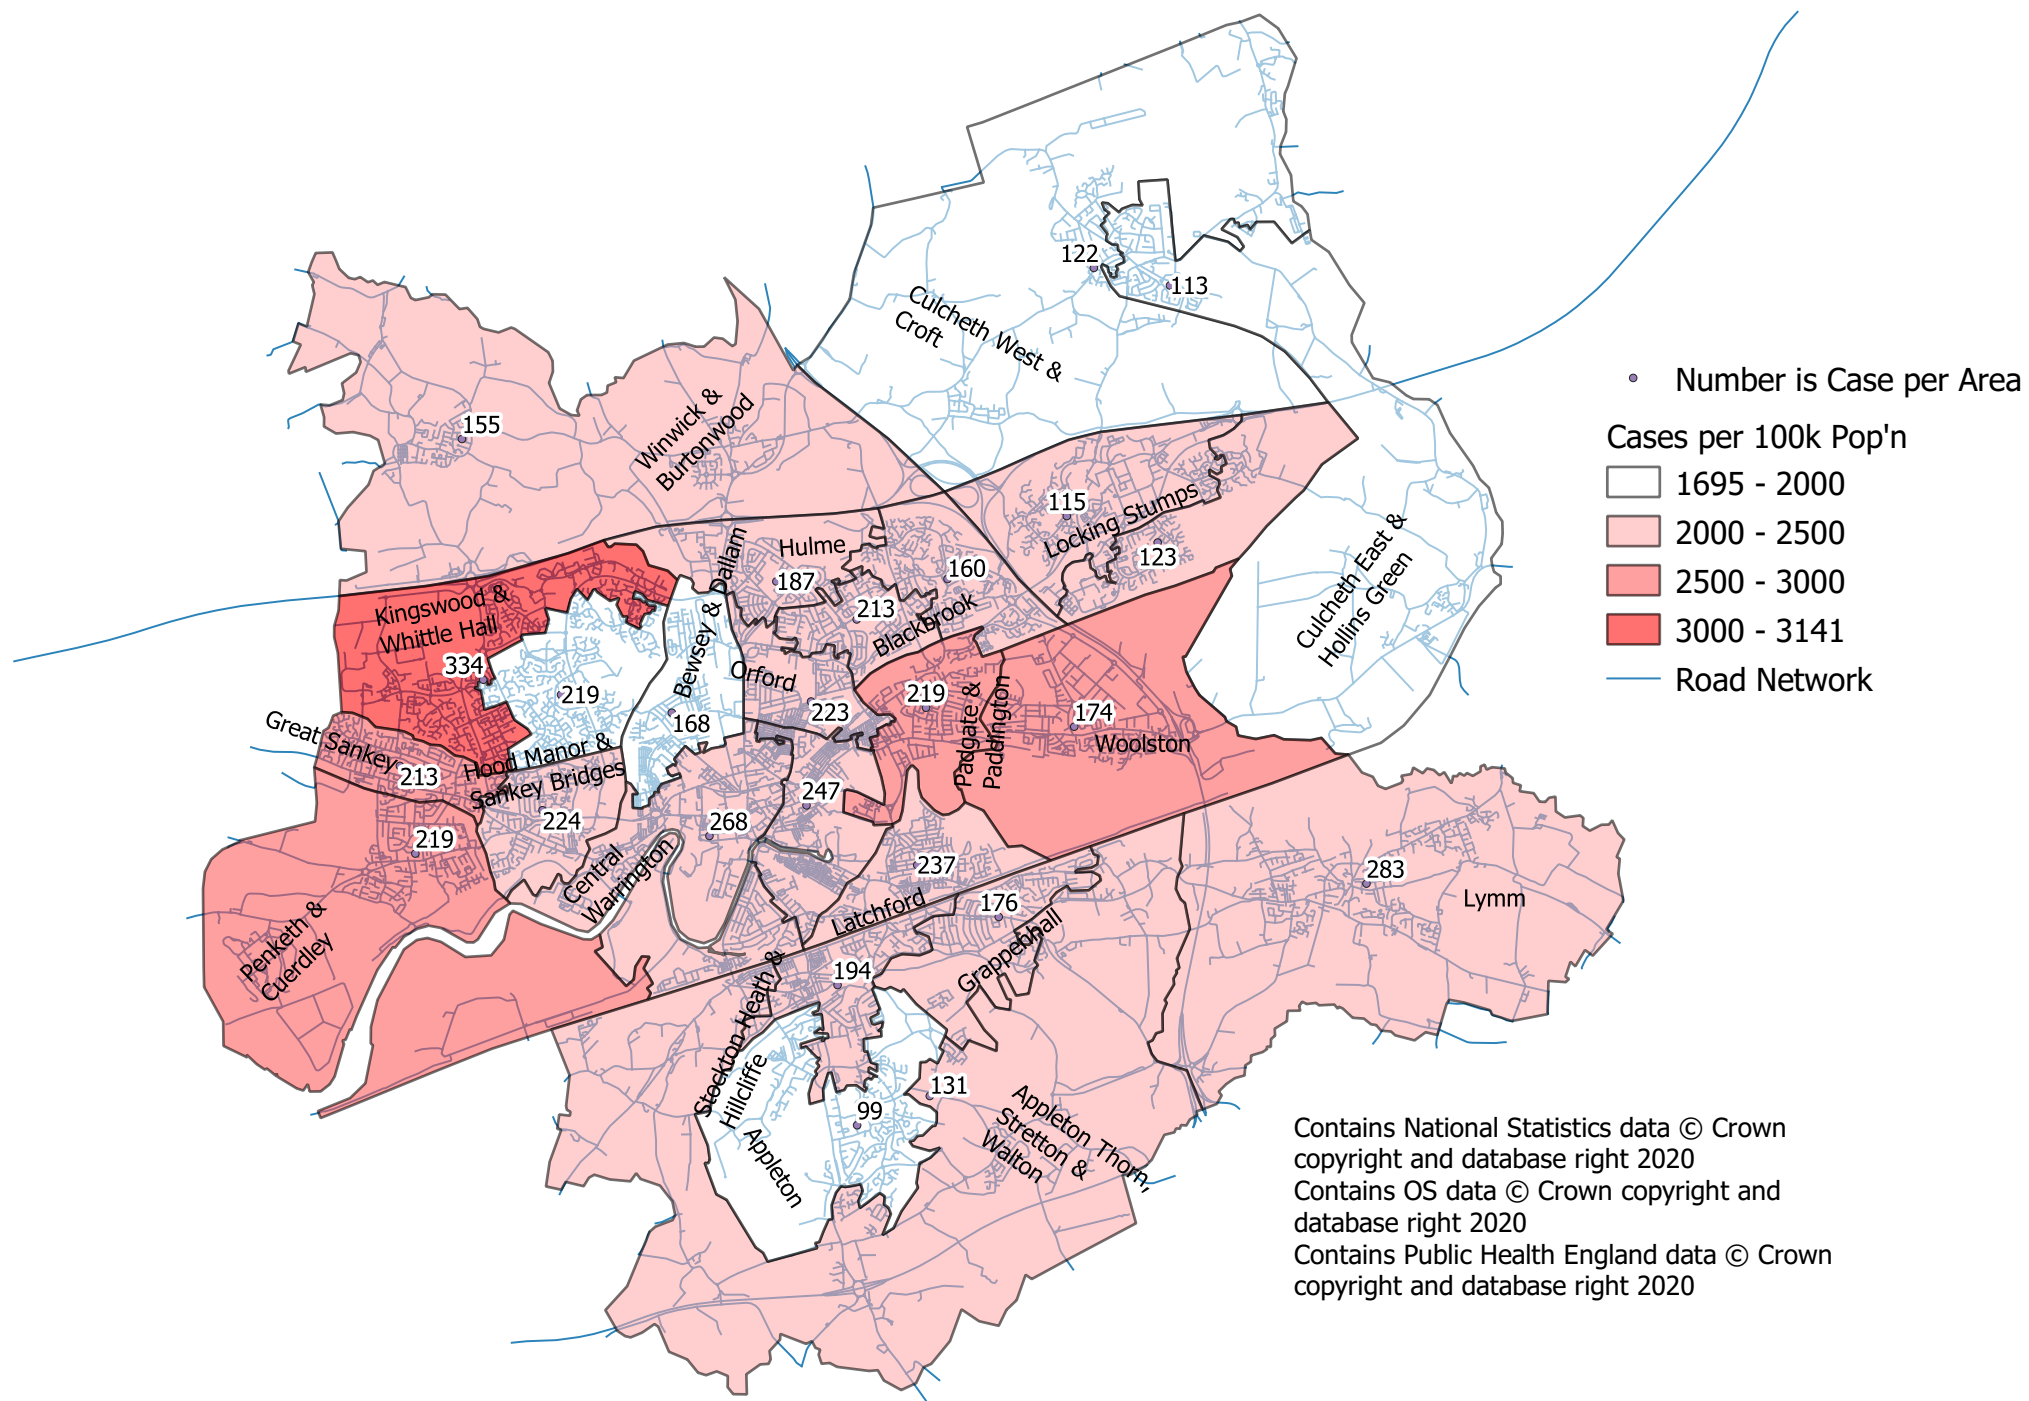 122
113
Culcheth West &
Croft
155
Winwick &
Burtonwood
115
Locking Stumps
123
Hulme
187
160
213
Blackbrook
Bewsey & Dallam
Kingswood &
Whittle Hall
334
219
168
Orford
223
219
Padgate &
Paddington
174
Woolston
Culcheth East &
Hollins Green
Great Sankey
213
Hood Manor &
Sankey Bridges
224
219
247
268
Central
Warrington
237
Latchford
176
Grappenhall
283
Lymm
Penketh &
Cuerdley
194
Stockton Heath &
Hillcliffe
131
99
Appleton
Appleton Thorn,
Stretton &
Walton
Number is Case per Area
Cases per 100k Pop'n
1695 - 2000
2000 - 2500
2500 - 3000
3000 - 3141
Road Network
Contains National Statistics data © Crown
copyright and database right 2020
Contains OS data © Crown copyright and
database right 2020
Contains Public Health England data © Crown
copyright and database right 2020